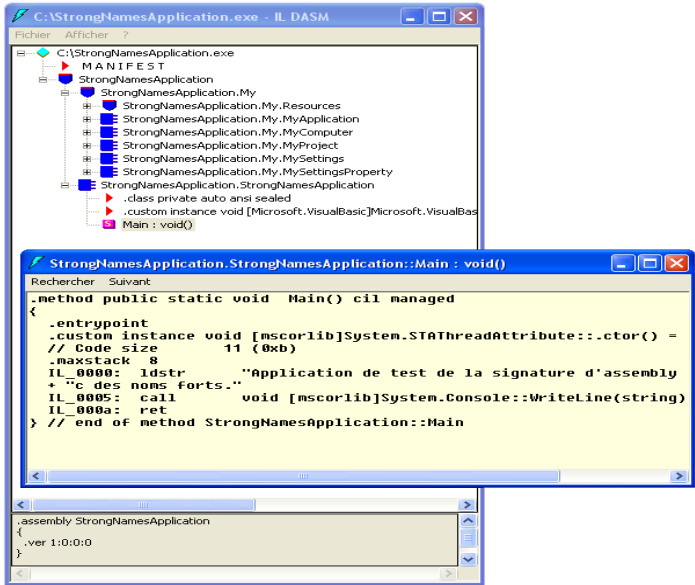 C:\StrongNamesApplication.exe - IL DASM
Fichier Afficher ?
C:\StrongNamesApplication.exe
M A N I F E S T
StrongNamesApplication
StrongNamesApplication.My
StrongNamesApplication.My.Resources
StrongNamesApplication.My.MyApplication
StrongNamesApplication.My.MyComputer
StrongNamesApplication.My.MyProject
StrongNamesApplication.My.MySettings
StrongNamesApplication.My.MySettingsProperty
StrongNamesApplication.StrongNamesApplication
.class private auto ansi sealed
.custom instance void [Microsoft.VisualBasic]Microsoft.VisualBas
S Main : void()
StrongNamesApplication.StrongNamesApplication::Main : void()
Rechercher Suivant
.method public static void  Main() cil managed
{
.entrypoint
.custom instance void [mscorlib]System.STAThreadAttribute::.ctor() =
// Code size       11 (0xb)
.maxstack  8
IL_0000:  ldstr      "Application de test de la signature d'assembly
+ "c des noms forts."
IL_0005:  call       void [mscorlib]System.Console::WriteLine(string)
IL_000a:  ret
} // end of method StrongNamesApplication::Main
.assembly StrongNamesApplication
{
.ver 1:0:0:0
}